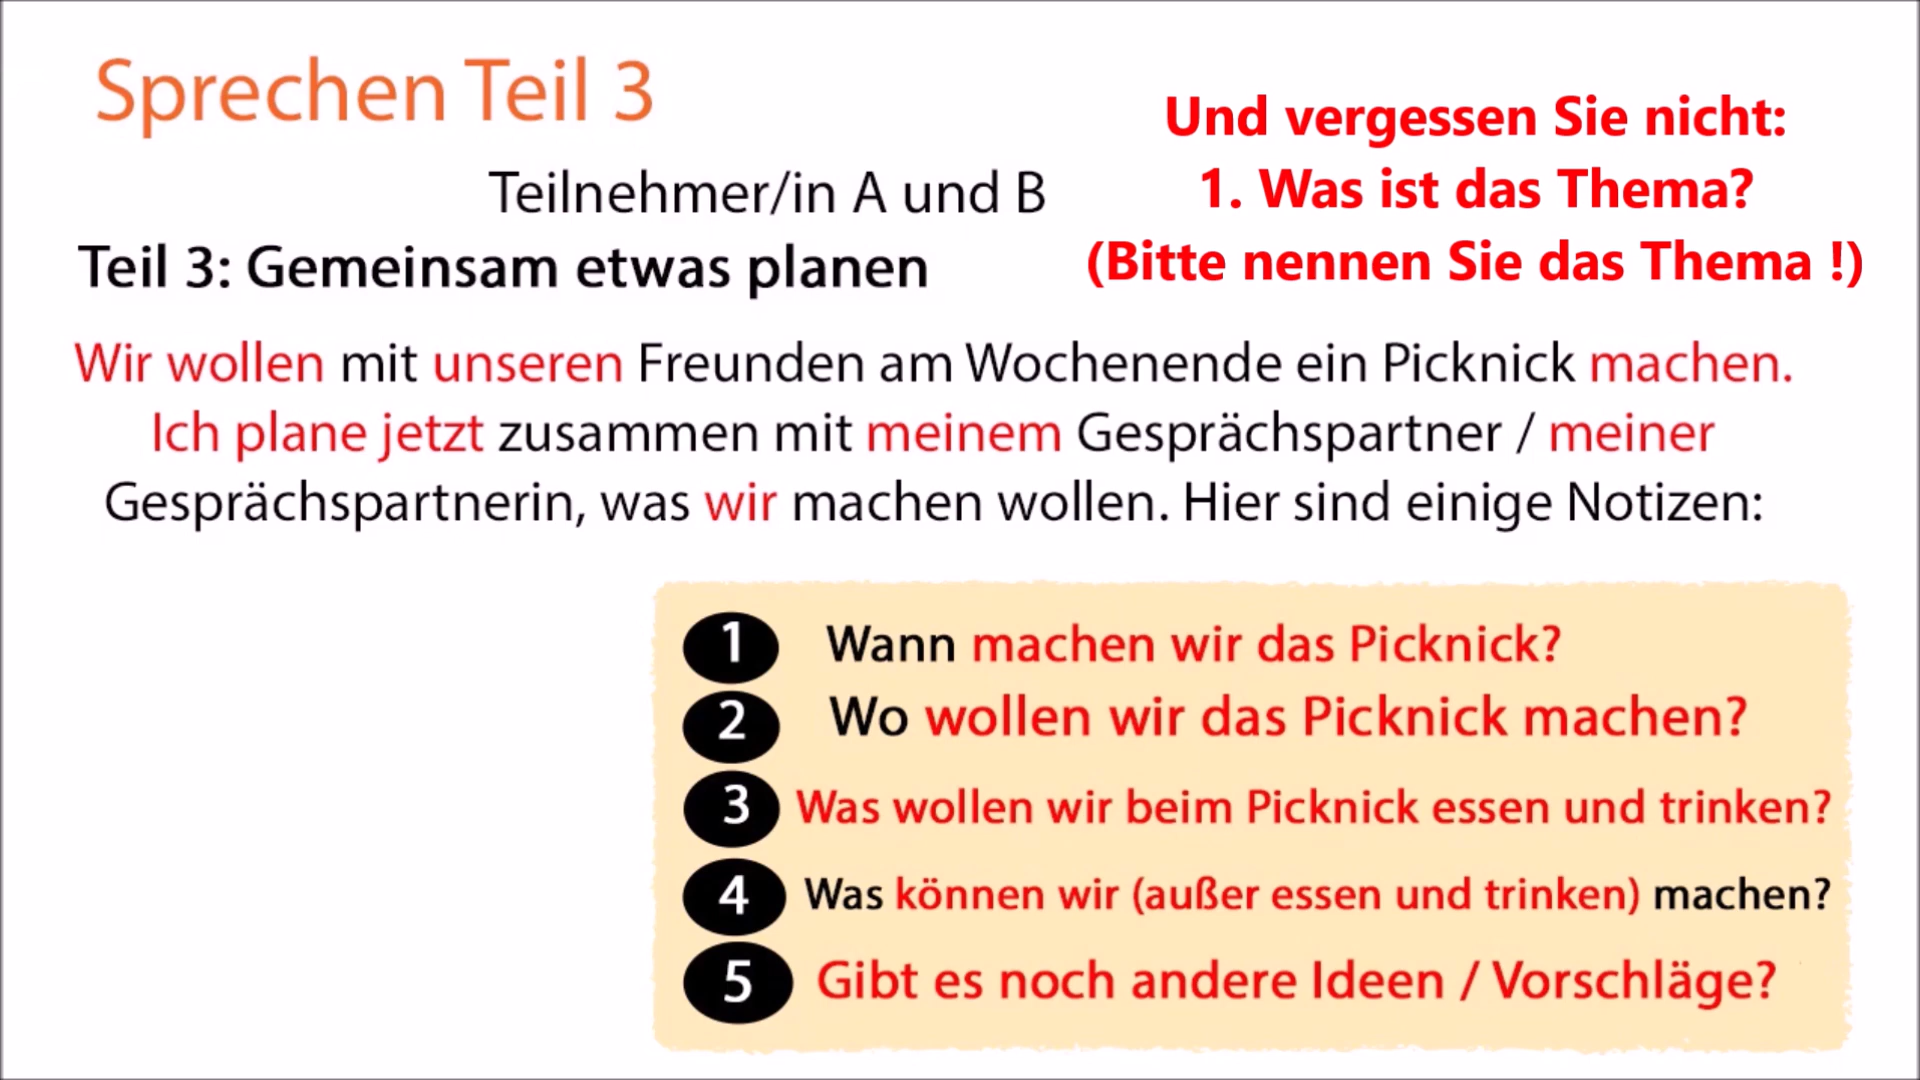 Sprechen Teil 3
Und vergessen Sie nicht:
1. Was ist das Thema?
(Bitte nennen Sie das Thema !)
Teilnehmer/in A und B
Teil 3: Gemeinsam etwas planen
Wir wollen mit unseren Freunden am Wochenende ein Picknick machen.
Ich plane jetzt zusammen mit meinem Gesprächspartner / meiner
Gesprächspartnerin, was wir machen wollen. Hier sind einige Notizen:
1 Wann machen wir das Picknick?
2 Wo wollen wir das Picknick machen?
3 Was wollen wir beim Picknick essen und trinken?
4 Was können wir (außer essen und trinken) machen?
5 Gibt es noch andere Ideen / Vorschläge?